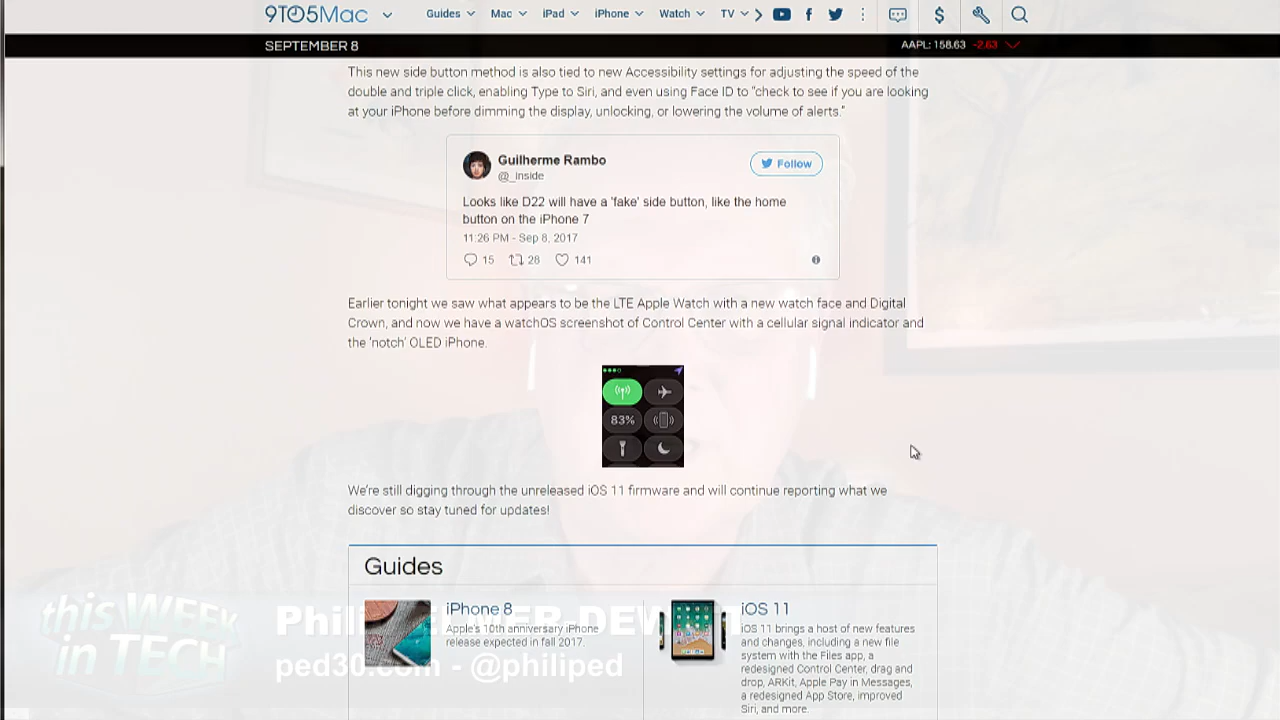 9TO5Mac
Guides
Mac
iPad
iPhone
Watch
TV
SEPTEMBER 8
AAPL: 158.63 -2.63
This new side button method is also tied to new Accessibility settings for adjusting the speed of the
double and triple click, enabling Type to Siri, and even using Face ID to “check to see if you are looking
at your iPhone before dimming the display, unlocking, or lowering the volume of alerts.”
Guilherme Rambo
@_inside
Follow
Looks like D22 will have a 'fake' side button, like the home
button on the iPhone 7
11:26 PM - Sep 8, 2017
15 28 141
Earlier tonight we saw what appears to be the LTE Apple Watch with a new watch face and Digital
Crown, and now we have a watchOS screenshot of Control Center with a cellular signal indicator and
the ‘notch’ OLED iPhone.
83%
We’re still digging through the unreleased iOS 11 firmware and will continue reporting what we
discover so stay tuned for updates!
Guides
iPhone 8
Apple's 10th anniversary iPhone
release expected in fall 2017.
iOS 11
iOS 11 brings a host of new features
and changes, including a new file
system with the Files app, a
redesigned Control Center, drag and
drop, ARKit, Apple Pay in Messages,
a redesigned App Store, improved
Siri, and more.
this WEEK
in TECH
ped30.com - @philiped